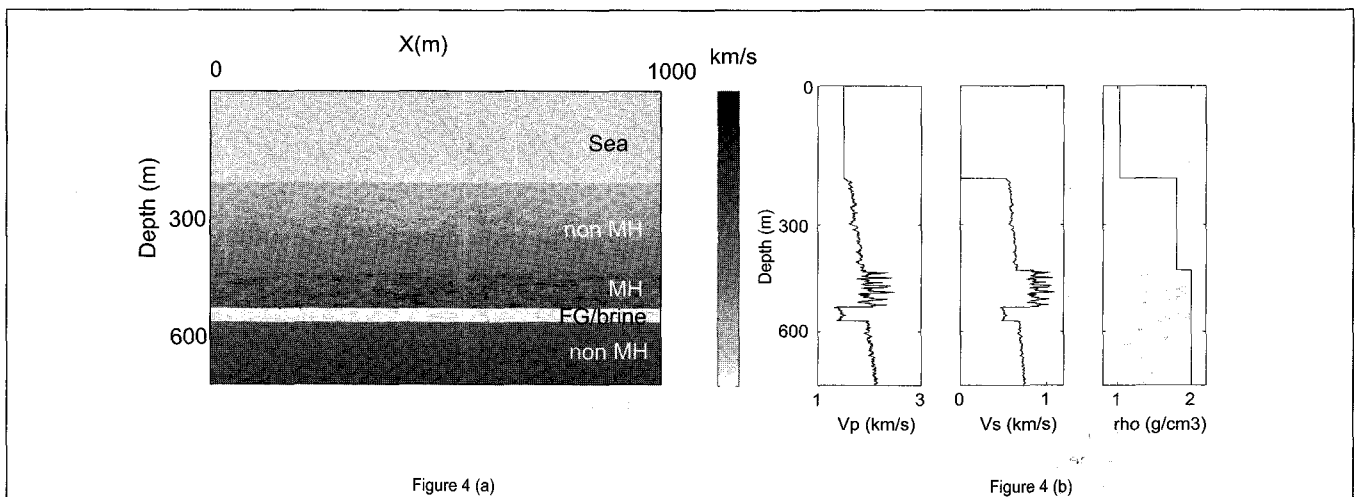 X(m)
0
1000
km/s
Depth (m)
300
600
Sea
non MH
MH
FG/brine
non MH
Figure 4 (a)
0
300
600
Depth (m)
1
3
Vp (km/s)
0
1
Vs (km/s)
1
2
rho (g/cm3)
Figure 4 (b)